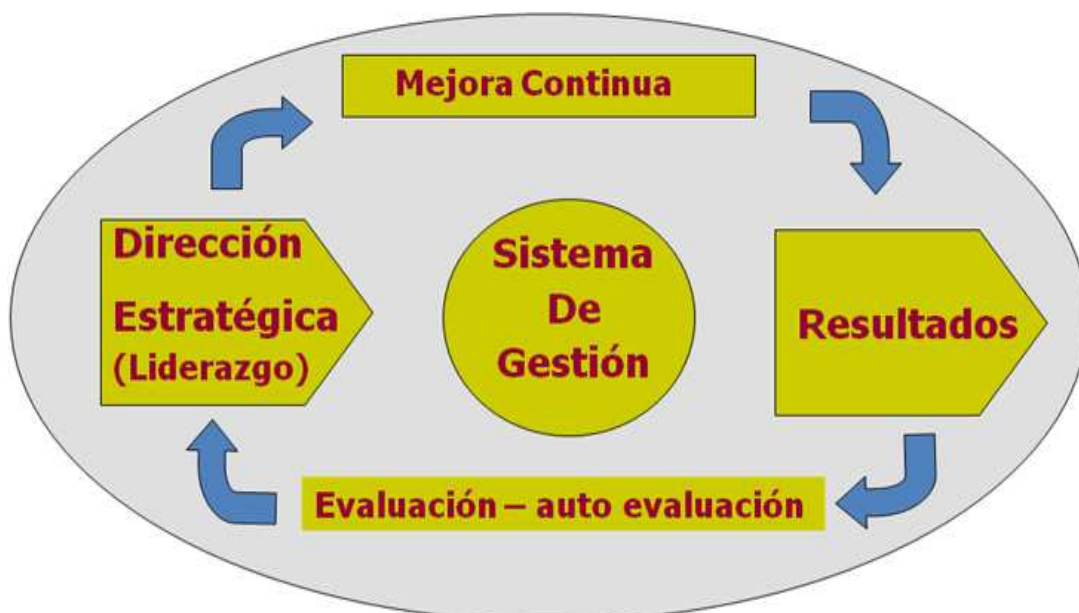 Mejora Continua
Dirección
Estratégica
(Liderazgo)
Sistema
De
Gestión
Resultados
Evaluación – auto evaluación